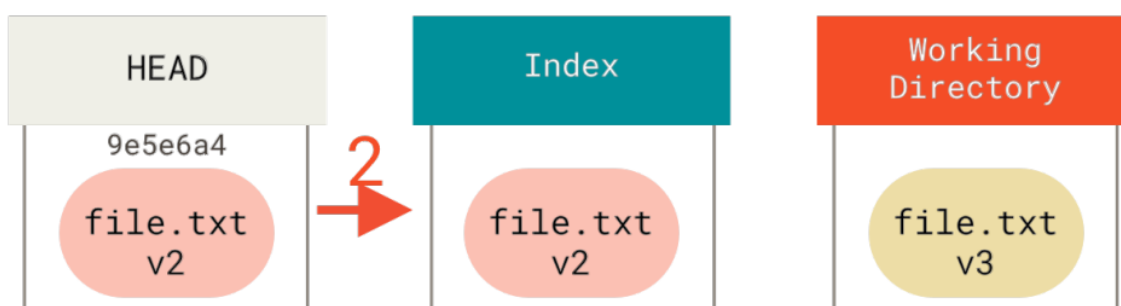 HEAD
Index
Working
Directory
9e5e6a4
2
file.txt
v2
file.txt
v2
file.txt
v3